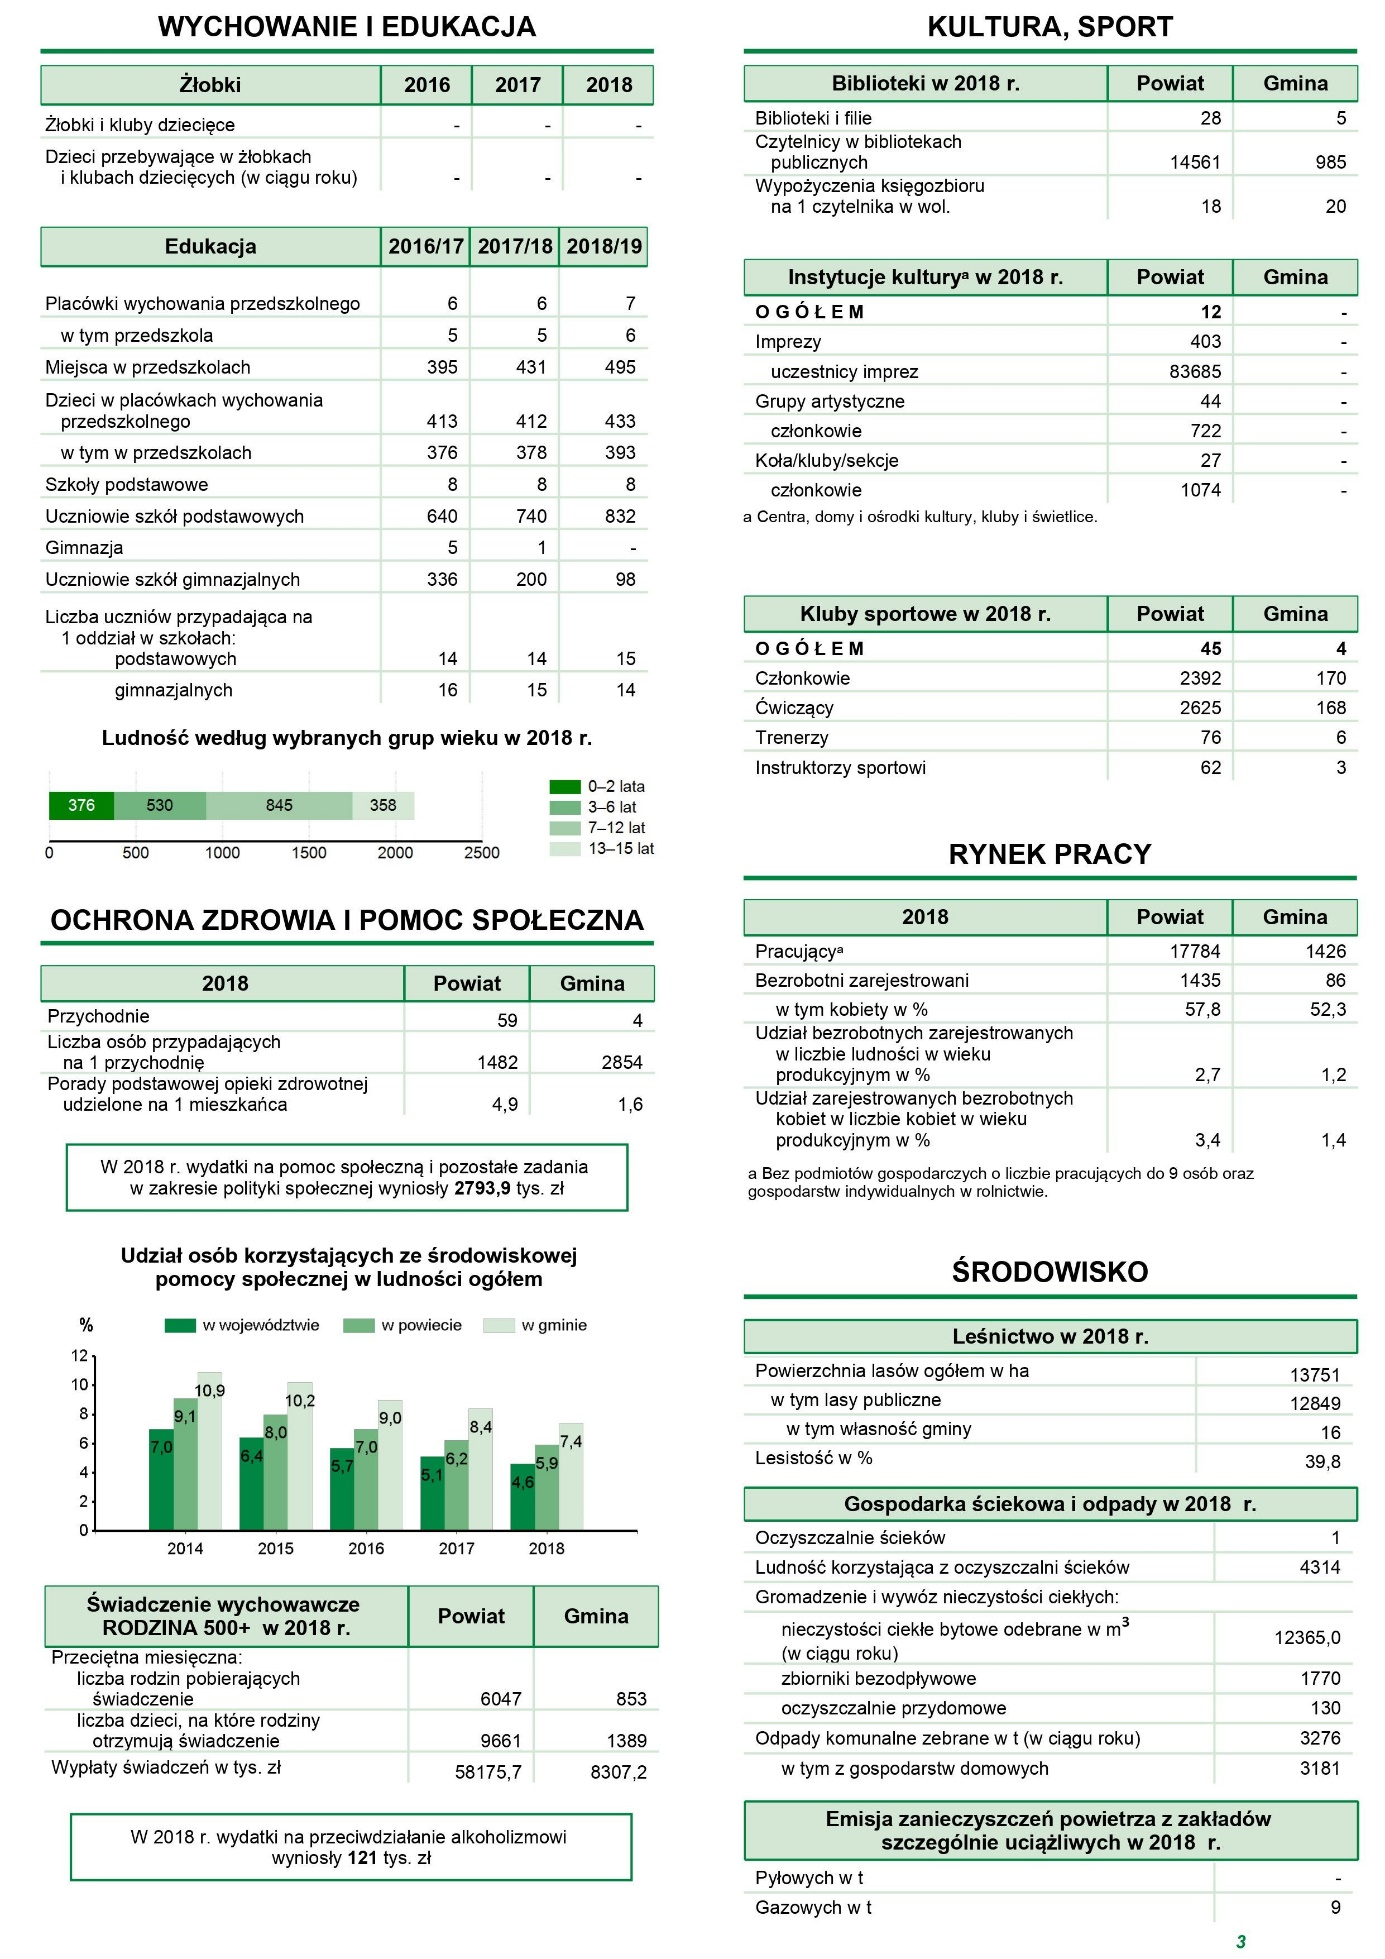 WYCHOWANIE I EDUKACJA
Żłobki 2016 2017 2018
Żłobki i kluby dziecięce - - -
Dzieci przebywające w żłobkach
i klubach dziecięcych (w ciągu roku) - - -
Edukacja 2016/17 2017/18 2018/19
Placówki wychowania przedszkolnego 6 6 7
w tym przedszkola 5 5 6
Miejsca w przedszkolach 395 431 495
Dzieci w placówkach wychowania
przedszkolnego 413 412 433
w tym w przedszkolach 376 378 393
Szkoły podstawowe 8 8 8
Uczniowie szkół podstawowych 640 740 832
Gimnazja 5 1 -
Uczniowie szkół gimnazjalnych 336 200 98
Liczba uczniów przypadająca na
1 oddział w szkołach:
podstawowych 14 14 15
gimnazjalnych 16 15 14
Ludność według wybranych grup wieku w 2018 r.
376 530 845 358
0 500 1000 1500 2000 2500
0–2 lata
3–6 lat
7–12 lat
13–15 lat
OCHRONA ZDROWIA I POMOC SPOŁECZNA
2018 Powiat Gmina
Przychodnie 59 4
Liczba osób przypadających
na 1 przychodnię 1482 2854
Porady podstawowej opieki zdrowotnej
udzielone na 1 mieszkańca 4,9 1,6
W 2018 r. wydatki na pomoc społeczną i pozostałe zadania
w zakresie polityki społecznej wyniosły 2793,9 tys. zł
Udział osób korzystających ze środowiskowej
pomocy społecznej w ludności ogółem
% w województwie w powiecie w gminie
12
10
8
6
4
2
0
7,0 9,1 10,9
6,4 8,0 10,2
5,7 7,0 9,0
5,1 6,2 8,4
4,6 5,9 7,4
2014 2015 2016 2017 2018
Świadczenie wychowawcze
RODZINA 500+ w 2018 r. Powiat Gmina
Przeciętna miesięczna:
liczba rodzin pobierających
świadczenie 6047 853
liczba dzieci, na które rodziny
otrzymują świadczenie 9661 1389
Wypłaty świadczeń w tys. zł 58175,7 8307,2
W 2018 r. wydatki na przeciwdziałanie alkoholizmowi
wyniosły 121 tys. zł
KULTURA, SPORT
Biblioteki w 2018 r. Powiat Gmina
Biblioteki i filie 28 5
Czytelnicy w bibliotekach
publicznych 14561 985
Wypożyczenia księgozbioru
na 1 czytelnika w wol. 18 20
Instytucje kulturyᵃ w 2018 r. Powiat Gmina
O G Ó Ł E M 12 -
Imprezy 403 -
uczestnicy imprez 83685 -
Grupy artystyczne 44 -
członkowie 722 -
Koła/kluby/sekcje 27 -
członkowie 1074 -
a Centra, domy i ośrodki kultury, kluby i świetlice.
Kluby sportowe w 2018 r. Powiat Gmina
O G Ó Ł E M 45 4
Członkowie 2392 170
Ćwiczący 2625 168
Trenerzy 76 6
Instruktorzy sportowi 62 3
RYNEK PRACY
2018 Powiat Gmina
Pracującyᵃ 17784 1426
Bezrobotni zarejestrowani 1435 86
w tym kobiety w % 57,8 52,3
Udział bezrobotnych zarejestrowanych
w liczbie ludności w wieku
produkcyjnym w % 2,7 1,2
Udział zarejestrowanych bezrobotnych
kobiet w liczbie kobiet w wieku
produkcyjnym w % 3,4 1,4
a Bez podmiotów gospodarczych o liczbie pracujących do 9 osób oraz
gospodarstw indywidualnych w rolnictwie.
ŚRODOWISKO
Leśnictwo w 2018 r.
Powierzchnia lasów ogółem w ha 13751
w tym lasy publiczne 12849
w tym własność gminy 16
Lesistość w % 39,8
Gospodarka ściekowa i odpady w 2018 r.
Oczyszczalnie ścieków 1
Ludność korzystająca z oczyszczalni ścieków 4314
Gromadzenie i wywóz nieczystości ciekłych:
nieczystości ciekłe bytowe odebrane w m³
(w ciągu roku) 12365,0
zbiorniki bezodpływowe 1770
oczyszczalnie przydomowe 130
Odpady komunalne zebrane w t (w ciągu roku) 3276
w tym z gospodarstw domowych 3181
Emisja zanieczyszczeń powietrza z zakładów
szczególnie uciążliwych w 2018 r.
Pyłowych w t -
Gazowych w t 9
3